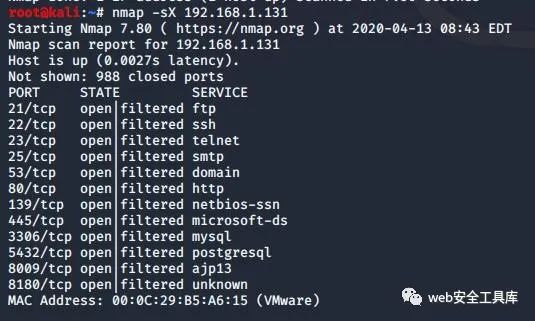 root@kali:~# nmap -sX 192.168.1.131
Starting Nmap 7.80 ( https://nmap.org ) at 2020-04-13 08:43 EDT
Nmap scan report for 192.168.1.131
Host is up (0.0027s latency).
Not shown: 988 closed ports
PORT     STATE         SERVICE
21/tcp   open|filtered ftp
22/tcp   open|filtered ssh
23/tcp   open|filtered telnet
25/tcp   open|filtered smtp
53/tcp   open|filtered domain
80/tcp   open|filtered http
139/tcp  open|filtered netbios-ssn
445/tcp  open|filtered microsoft-ds
3306/tcp open|filtered mysql
5432/tcp open|filtered postgresql
8009/tcp open|filtered ajp13
8180/tcp open|filtered unknown
MAC Address: 00:0C:29:B5:A6:15 (VMware)
web安全工具库